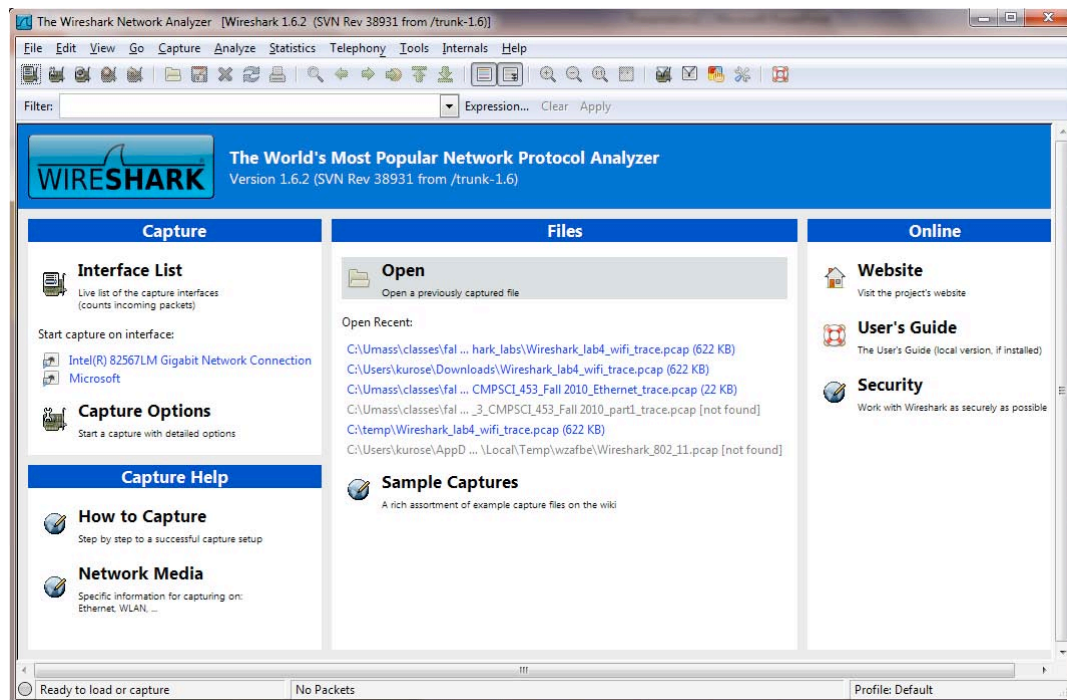 The Wireshark Network Analyzer [Wireshark 1.6.2 (SVN Rev 38931 from /trunk-1.6)]
File Edit View Go Capture Analyze Statistics Telephony Tools Internals Help
Filter: Expression... Clear Apply
WIRESHARK
The World's Most Popular Network Protocol Analyzer
Version 1.6.2 (SVN Rev 38931 from /trunk-1.6)
Capture
Interface List
Live list of the capture interfaces
(counts incoming packets)
Start capture on interface:
Intel(R) 82567LM Gigabit Network Connection
Microsoft
Capture Options
Start a capture with detailed options
Capture Help
How to Capture
Step by step to a successful capture setup
Network Media
Specific information for capturing on:
Ethernet, WLAN, ...
Files
Open
Open a previously captured file
Open Recent:
C:\Umass\classes\fal ... hark_labs\Wireshark_lab4_wifi_trace.pcap (622 KB)
C:\Users\kurose\Downloads\Wireshark_lab4_wifi_trace.pcap (622 KB)
C:\Umass\classes\fal ... CMPSCI_453_Fall 2010_Ethernet_trace.pcap (22 KB)
C:\Umass\classes\fal ... _3_CMPSCI_453_Fall 2010_part1_trace.pcap [not found]
C:\temp\Wireshark_lab4_wifi_trace.pcap (622 KB)
C:\Users\kurose\AppD ... \Local\Temp\wzafbe\Wireshark_802_11.pcap [not found]
Sample Captures
A rich assortment of example capture files on the wiki
Online
Website
Visit the project's website
User's Guide
The User's Guide (local version, if installed)
Security
Work with Wireshark as securely as possible
Ready to load or capture
No Packets
Profile: Default